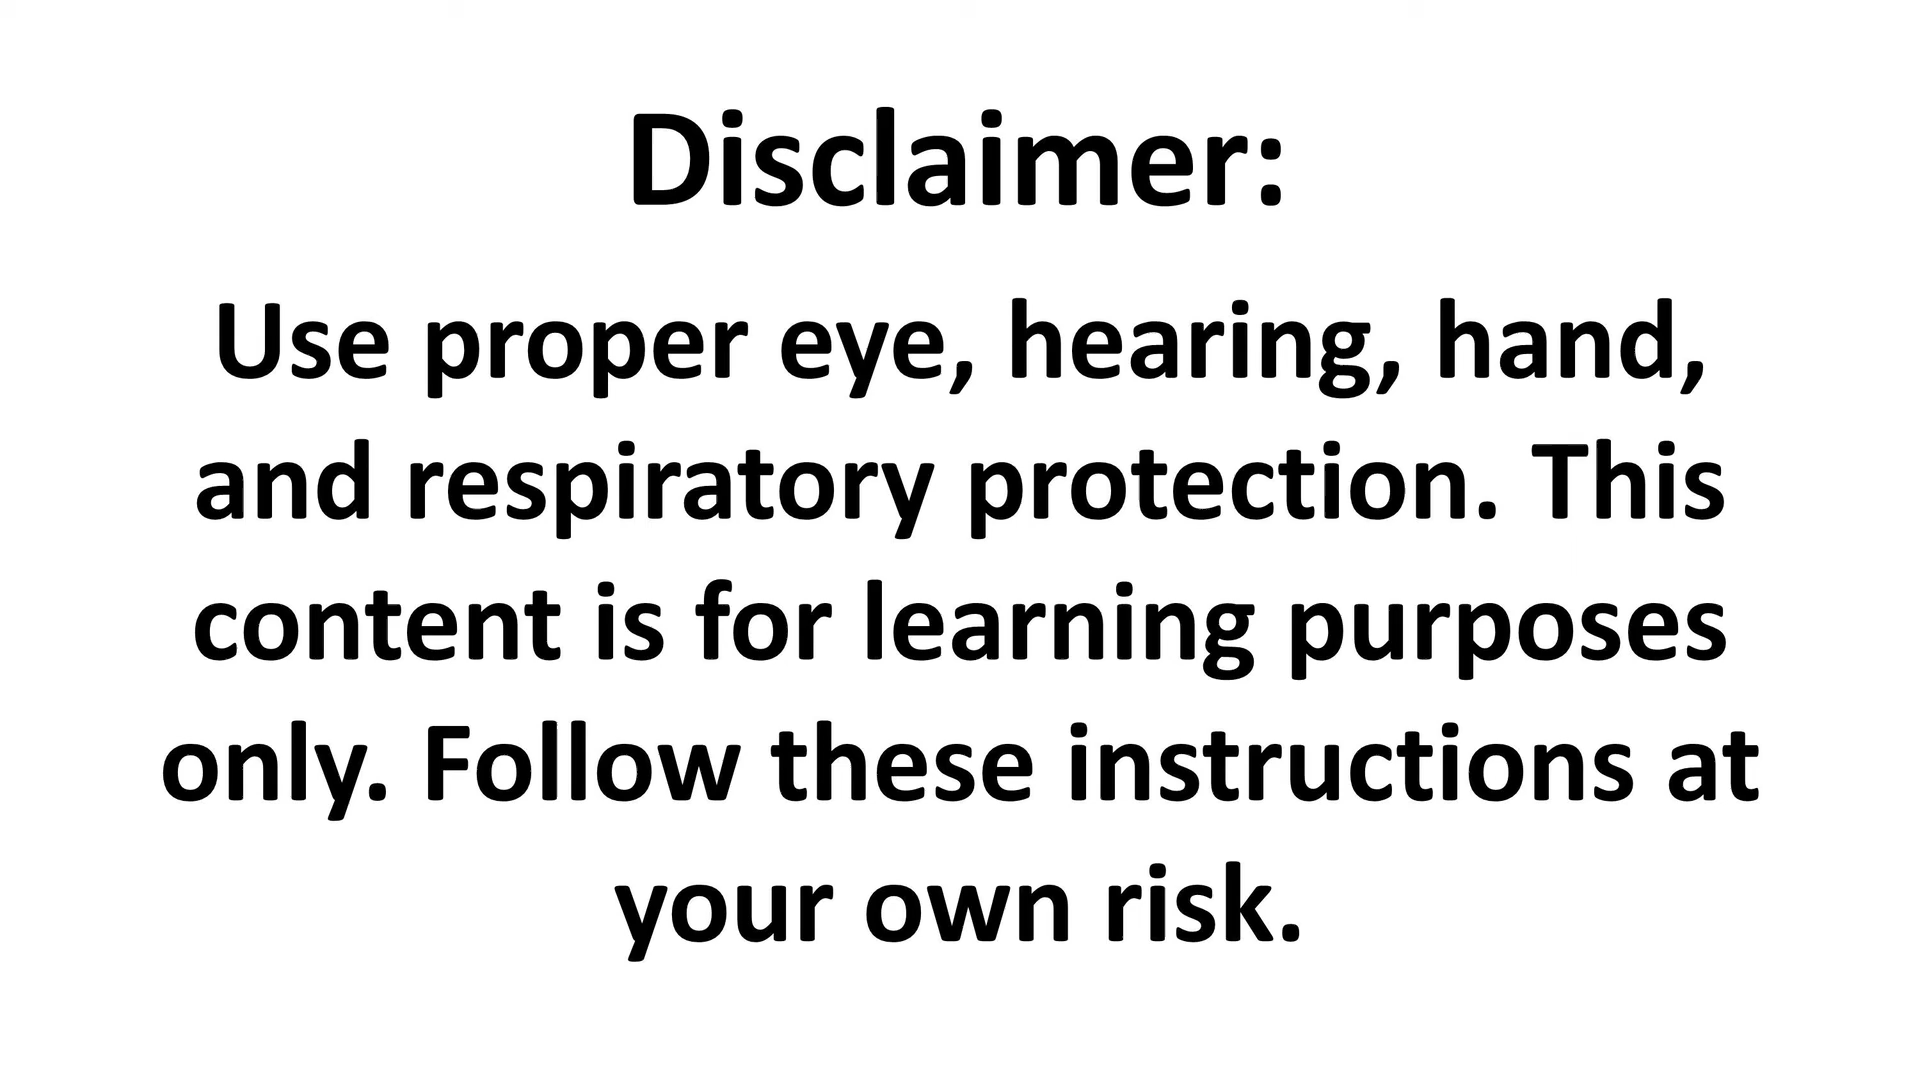 Disclaimer:
Use proper eye, hearing, hand,
and respiratory protection. This
content is for learning purposes
only. Follow these instructions at
your own risk.